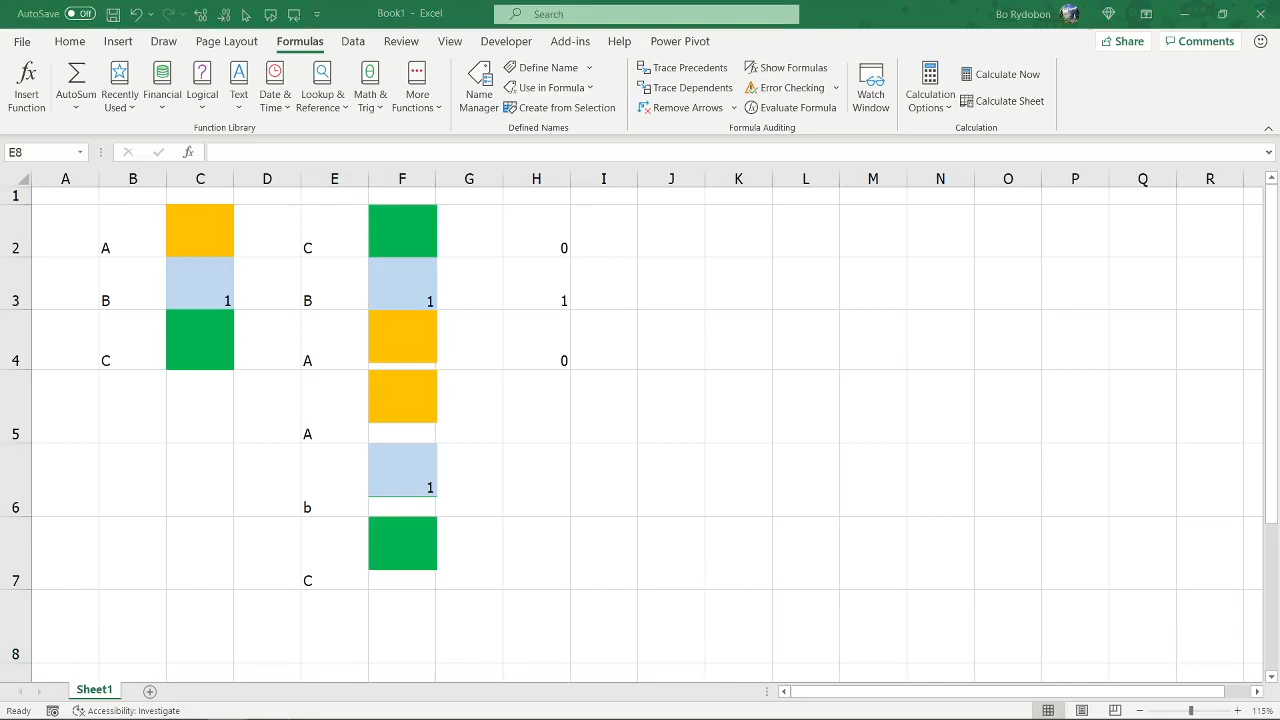 AutoSave Off Book1 - Excel Search Bo Rydobon
File Home Insert Draw Page Layout Formulas Data Review View Developer Add-ins Help Power Pivot Share Comments
Insert Function AutoSum Recently Used Financial Logical Text Date & Time Lookup & Reference Math & Trig More Functions
Function Library
Name Manager Define Name Use in Formula Create from Selection
Defined Names
Trace Precedents Show Formulas
Trace Dependents Error Checking
Remove Arrows Evaluate Formula
Formula Auditing
Watch Window
Calculation Options Calculate Now Calculate Sheet
Calculation
E8 fx
A B C D E F G H I J K L M N O P Q R
1
2 A C 0
3 B 1 B 1 1
4 C A 0
5 A
6 b 1
7 C
8
Sheet1
Ready Accessibility: Investigate 115%